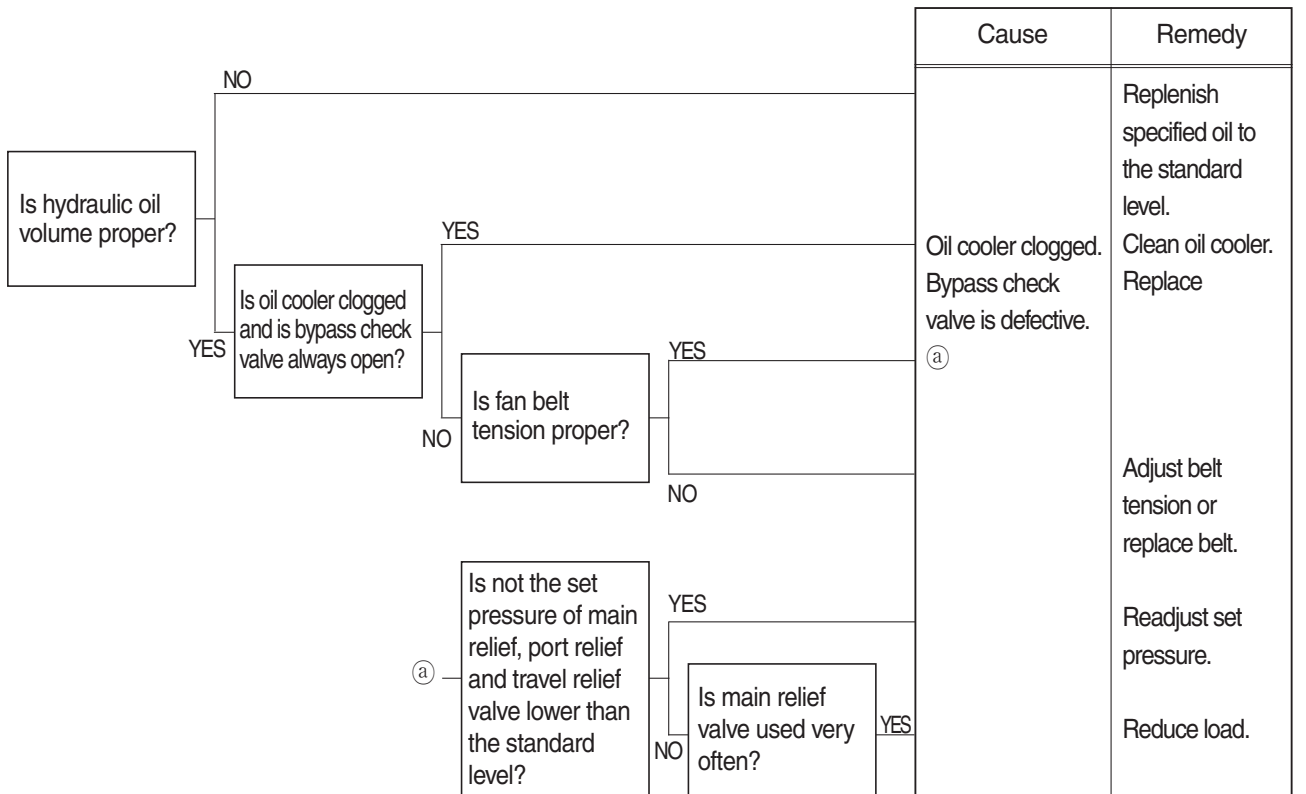 Cause
Remedy
NO
Replenish
specified oil to
the standard
level.
Is hydraulic oil
volume proper?
YES
Oil cooler clogged.
Clean oil cooler.
Bypass check
Replace
valve is defective.
ⓐ
YES
Is oil cooler clogged
and is bypass check
valve always open?
YES
NO
Is fan belt
tension proper?
NO
Adjust belt
tension or
replace belt.
ⓐ
Is not the set
pressure of main
relief, port relief
and travel relief
valve lower than
the standard
level?
YES
Readjust set
pressure.
NO
Is main relief
valve used very
often?
YES
Reduce load.